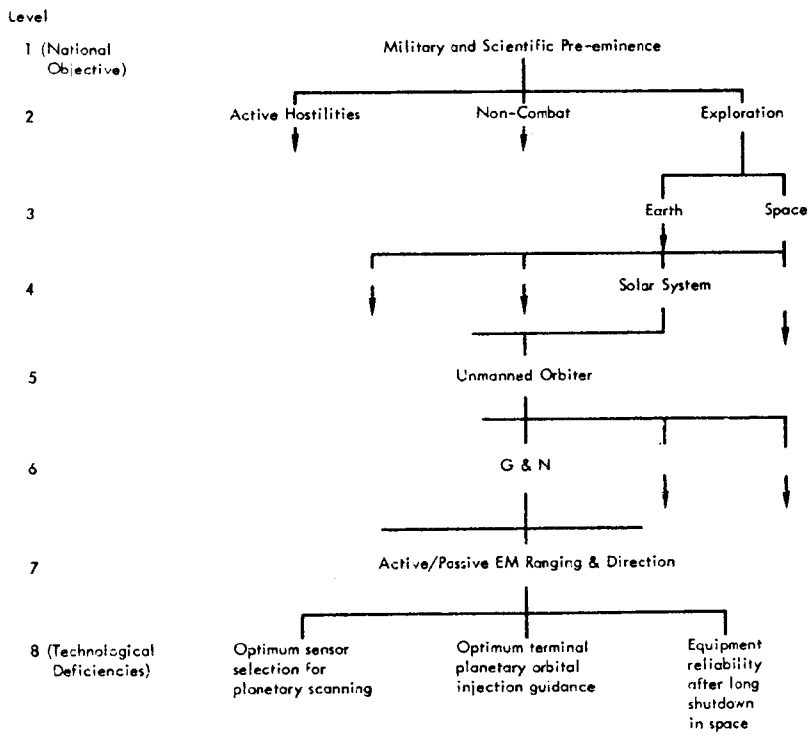 Level
1 (National Objective)
Military and Scientific Pre-eminence
2
Active Hostilities
Non-Combat
Exploration
3
Earth
Space
4
Solar System
5
Unmanned Orbiter
6
G & N
7
Active/Passive EM Ranging & Direction
8 (Technological
Deficiencies)
Optimum sensor
selection for
planetary scanning
Optimum terminal
planetary orbital
injection guidance
Equipment
reliability
after long
shutdown
in space